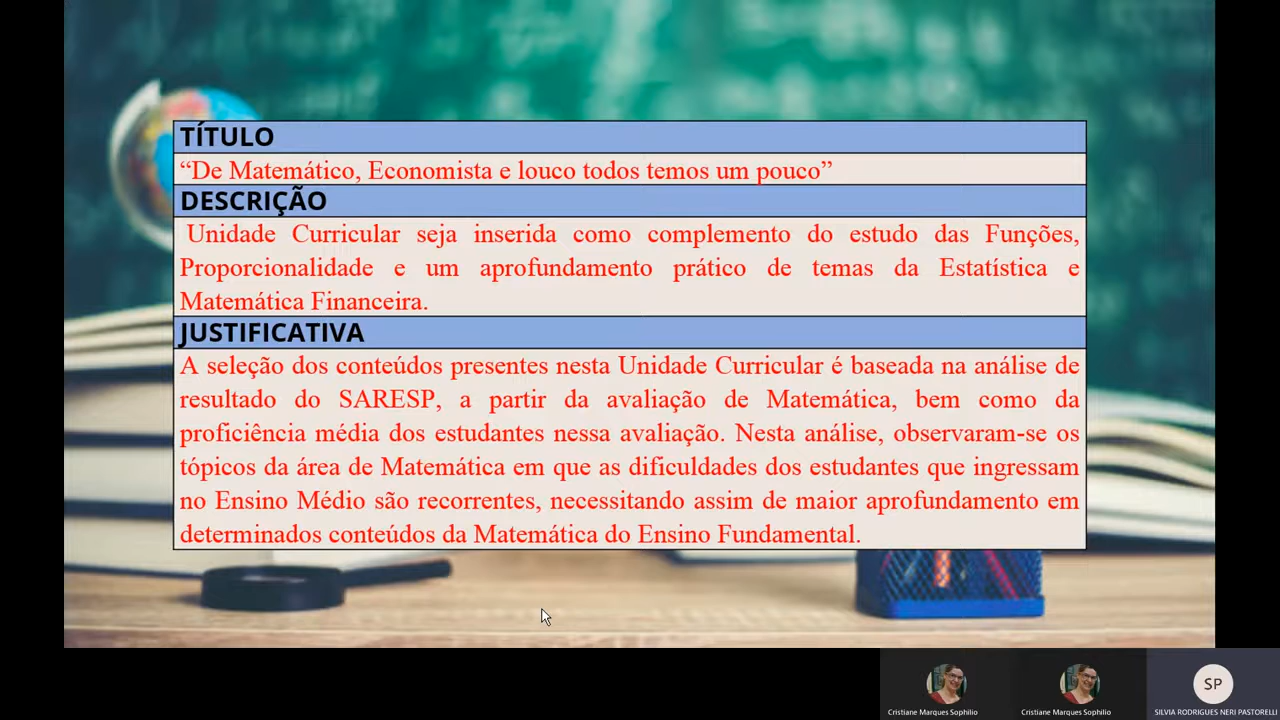 TÍTULO
“De Matemático, Economista e louco todos temos um pouco”
DESCRIÇÃO
Unidade Curricular seja inserida como complemento do estudo das Funções,
Proporcionalidade e um aprofundamento prático de temas da Estatística e
Matemática Financeira.
JUSTIFICATIVA
A seleção dos conteúdos presentes nesta Unidade Curricular é baseada na análise de
resultado do SARESP, a partir da avaliação de Matemática, bem como da
proficiência média dos estudantes nessa avaliação. Nesta análise, observaram-se os
tópicos da área de Matemática em que as dificuldades dos estudantes que ingressam
no Ensino Médio são recorrentes, necessitando assim de maior aprofundamento em
determinados conteúdos da Matemática do Ensino Fundamental.
SP
Cristiane Marques Sophilio
Cristiane Marques Sophilio
SILVIA RODRIGUES NERI PASTORELLI